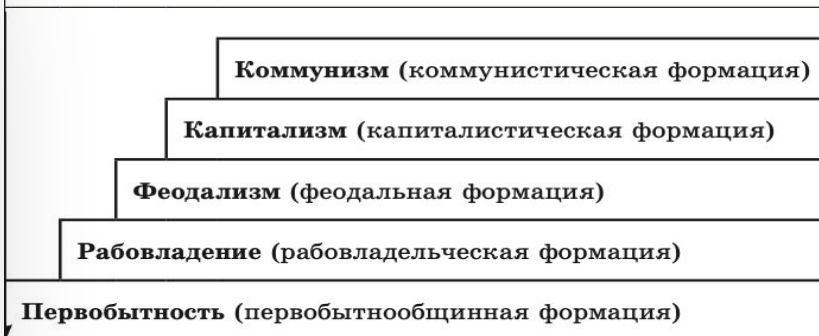 Коммунизм (коммунистическая формация)
Капитализм (капиталистическая формация)
Феодализм (феодальная формация)
Рабовладение (рабовладельческая формация)
Первобытность (первобытнообщинная формация)